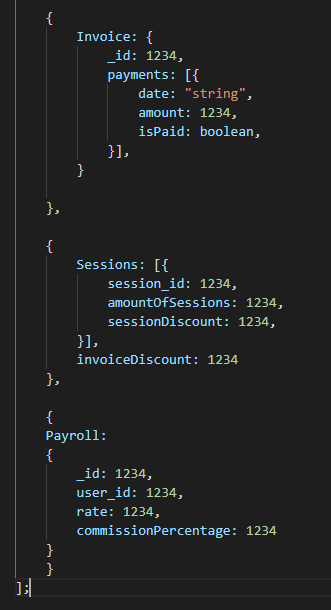 {
Invoice: {
_id: 1234,
payments: [{
date: "string",
amount: 1234,
isPaid: boolean,
}],
}
},
{
Sessions: [{
session_id: 1234,
amountOfSessions: 1234,
sessionDiscount: 1234,
}],
invoiceDiscount: 1234
},
{
Payroll:
{
_id: 1234,
user_id: 1234,
rate: 1234,
commissionPercentage: 1234
}
}
];